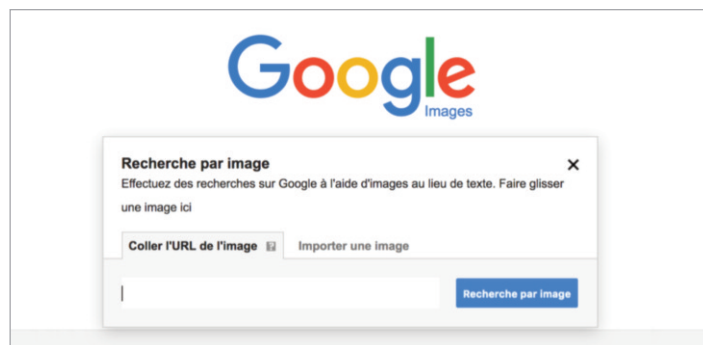 Google
Images
Recherche par image
Effectuez des recherches sur Google à l'aide d'images au lieu de texte. Faire glisser
une image ici
Coller l'URL de l'image ?
Importer une image
Recherche par image